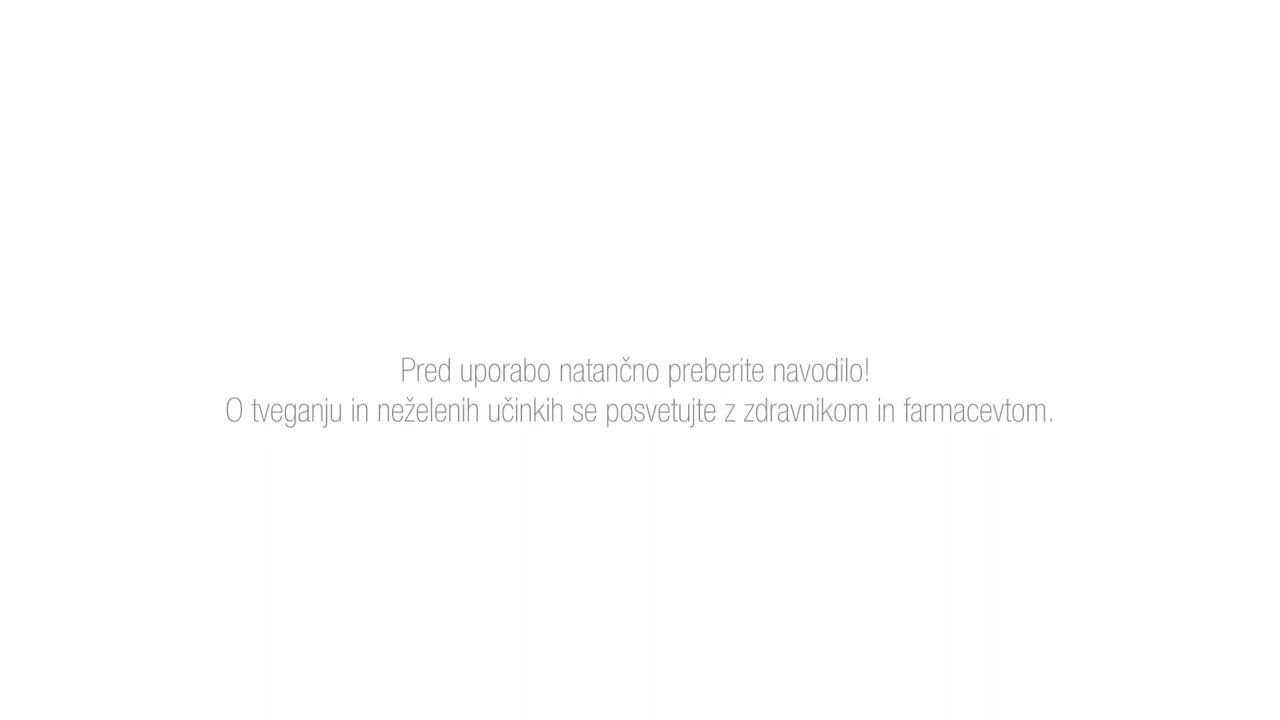 Pred uporabo natančno preberite navodilo!
O tveganju in neželenih učinkih se posvetujte z zdravnikom in farmacevtom.